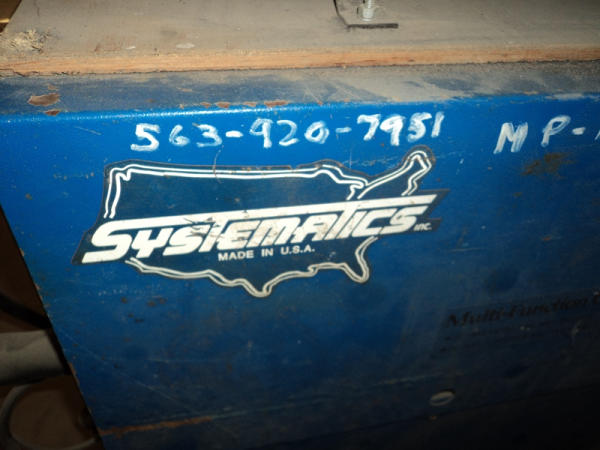 563-920-7951
MP-
SYSTEMATICS INC.
MADE IN U.S.A.
Multi-Function